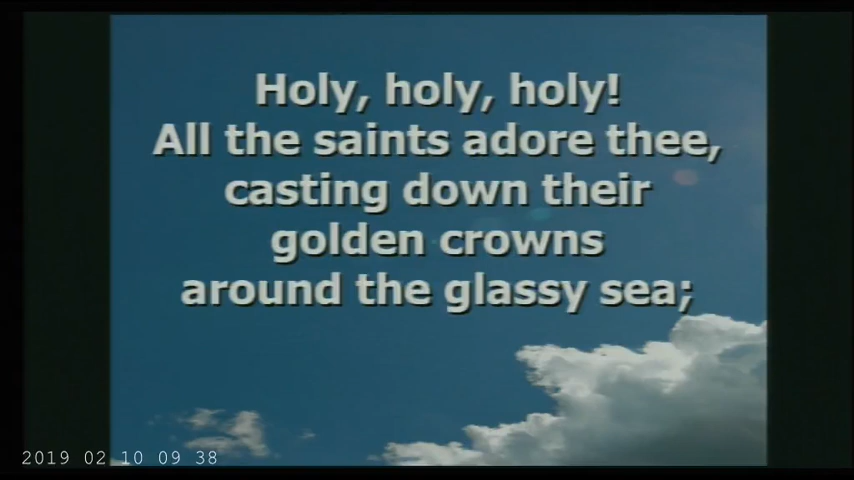 Holy, holy, holy!
All the saints adore thee,
casting down their
golden crowns
around the glassy sea;
2019 02 10 09 38